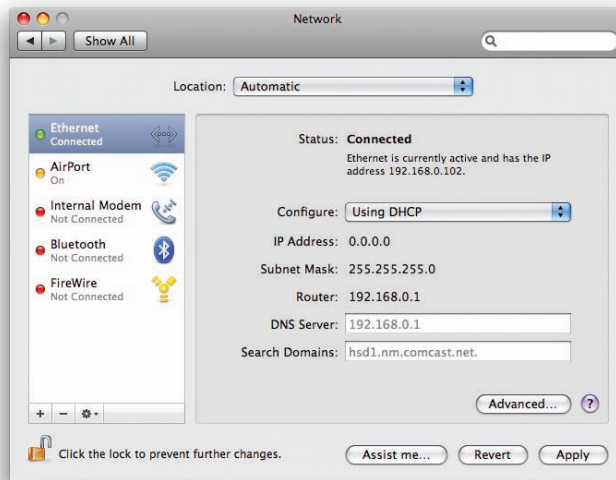 Network
Show All
Location: Automatic
Ethernet
Connected
AirPort
On
Internal Modem
Not Connected
Bluetooth
Not Connected
FireWire
Not Connected
Status: Connected
Ethernet is currently active and has the IP
address 192.168.0.102.
Configure: Using DHCP
IP Address: 0.0.0.0
Subnet Mask: 255.255.255.0
Router: 192.168.0.1
DNS Server: 192.168.0.1
Search Domains: hsd1.nm.comcast.net.
Advanced... ?
Click the lock to prevent further changes.
Assist me... Revert Apply